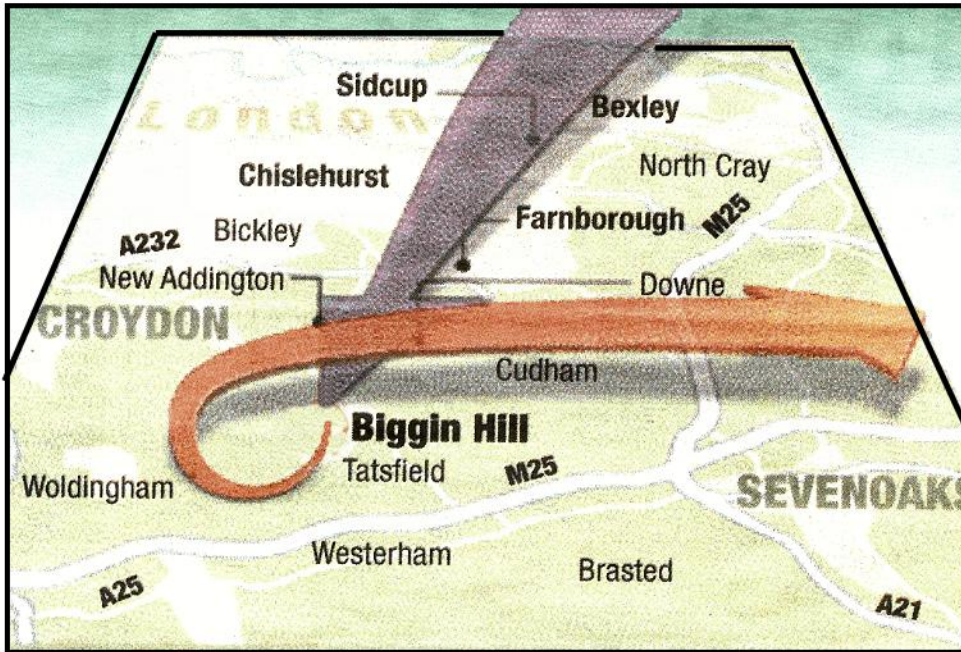 Sidcup
Bexley
London
Chislehurst
North Cray
Farnborough
M25
A232
Bickley
New Addington
Downe
CROYDON
Cudham
Biggin Hill
Tatsfield
M25
Woldingham
SEVENOAKS
Westerham
Brasted
A25
A21